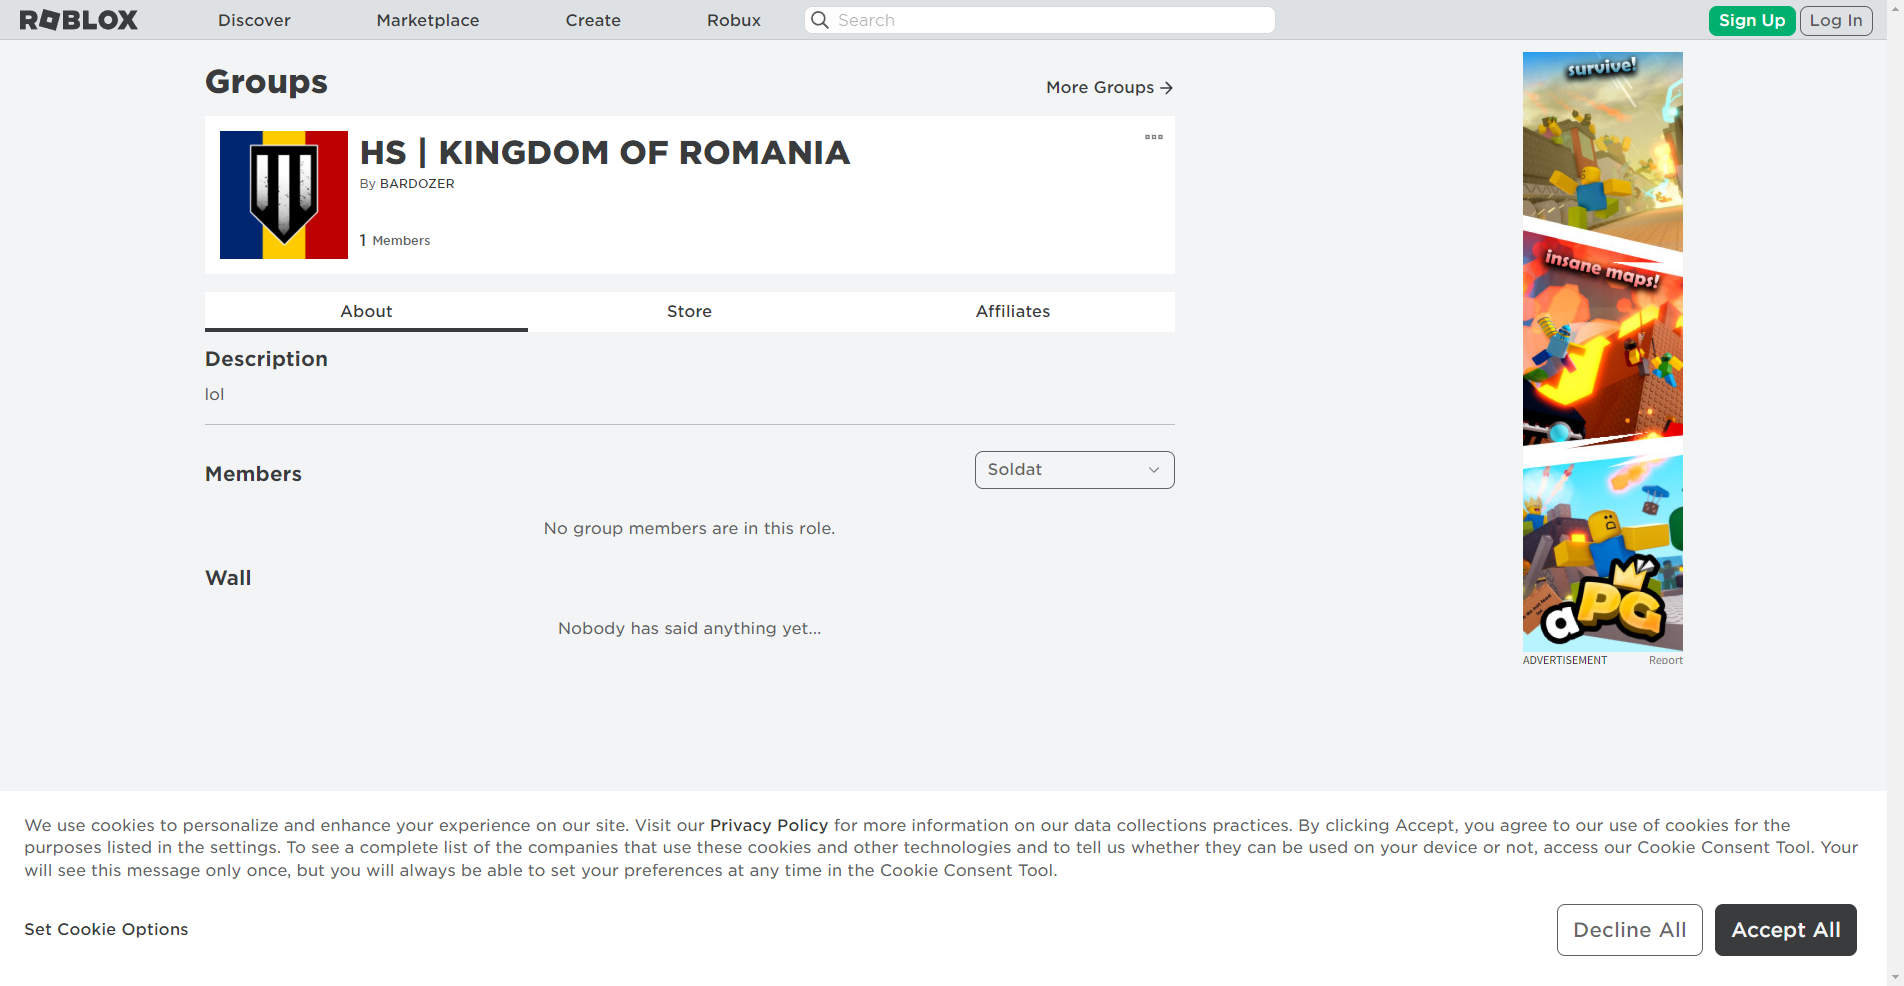 ROBLOX
Discover
Marketplace
Create
Robux
Search
Sign Up
Log In
Groups
More Groups
HS | KINGDOM OF ROMANIA
By BARDOZER
1 Members
About
Store
Affiliates
Description
lol
Members
Soldat
No group members are in this role.
Wall
Nobody has said anything yet...
survive!
insane maps!
aPG
ADVERTISEMENT
Report
We use cookies to personalize and enhance your experience on our site. Visit our Privacy Policy for more information on our data collections practices. By clicking Accept, you agree to our use of cookies for the
purposes listed in the settings. To see a complete list of the companies that use these cookies and other technologies and to tell us whether they can be used on your device or not, access our Cookie Consent Tool. Your
will see this message only once, but you will always be able to set your preferences at any time in the Cookie Consent Tool.
Set Cookie Options
Decline All
Accept All